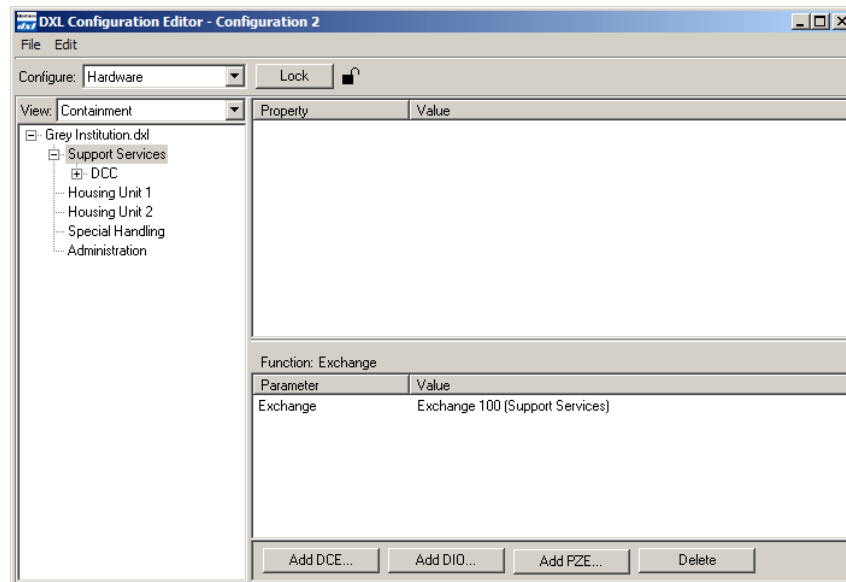 DXL Configuration Editor - Configuration 2
File Edit
Configure: Hardware Lock
View: Containment
Property Value
Grey Institution.dxl
Support Services
DCC
Housing Unit 1
Housing Unit 2
Special Handling
Administration
Function: Exchange
Parameter Value
Exchange Exchange 100 (Support Services)
Add DCE... Add DIO... Add PZE... Delete